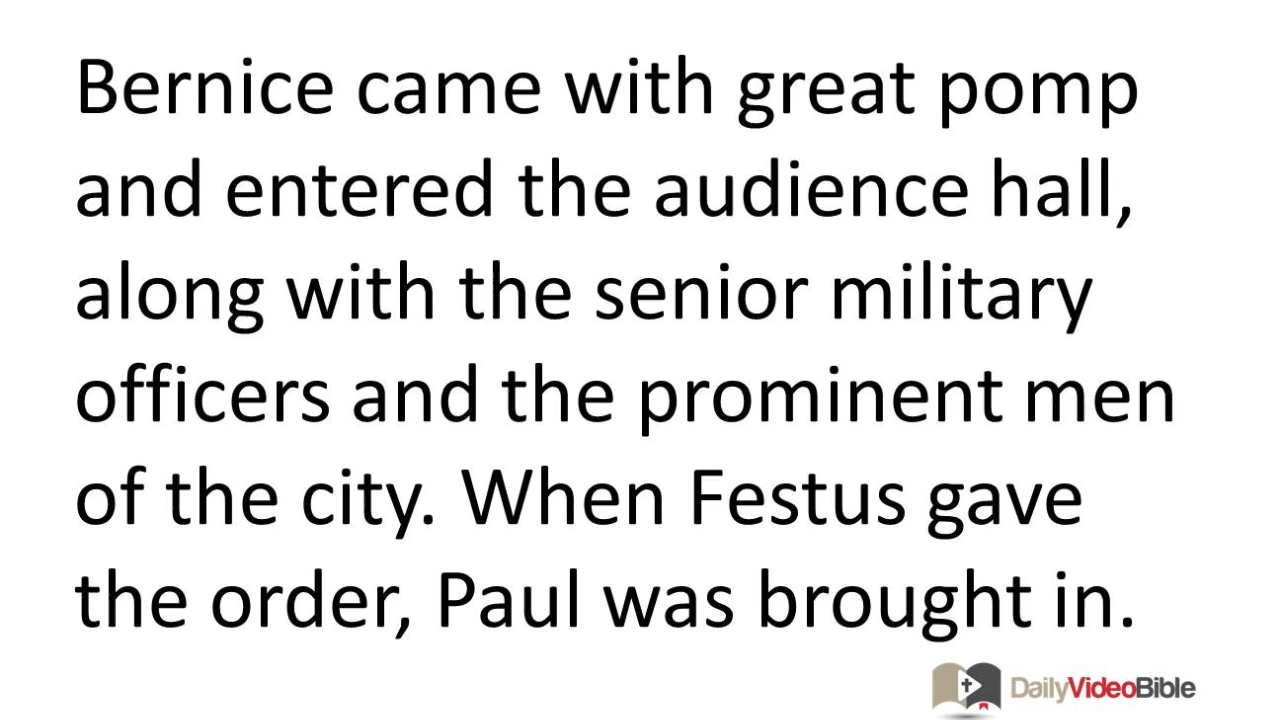 Bernice came with great pomp
and entered the audience hall,
along with the senior military
officers and the prominent men
of the city. When Festus gave
the order, Paul was brought in.
DailyVideoBible